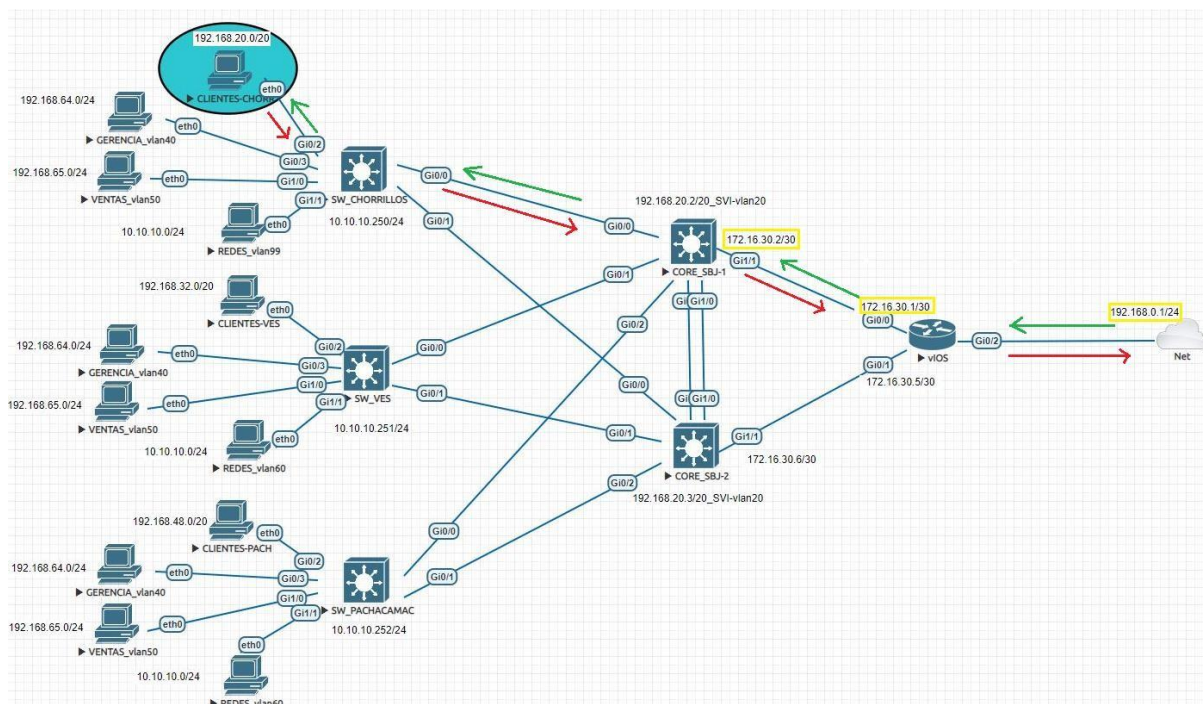 192.168.20.0/20
eth0
CLIENTES-CHORR
192.168.64.0/24
eth0
GERENCIA_vlan40
Gi0/2
Gi0/3
192.168.65.0/24
eth0
VENTAS_vlan50
Gi1/0
Gi1/1
SW_CHORRILLOS
10.10.10.250/24
10.10.10.0/24
eth0
REDES_vlan99
Gi0/0
Gi0/1
192.168.20.2/20_SVI-vlan20
Gi0/0
172.16.30.2/30
Gi1/1
CORE_SBJ-1
Gi0/1
Gi0/2
Gi1/0
172.16.30.1/30
Gi0/0
192.168.0.1/24
vIOS
Gi0/2
Net
Gi0/1
172.16.30.5/30
192.168.32.0/20
eth0
CLIENTES-VES
192.168.64.0/24
eth0
GERENCIA_vlan40
Gi0/2
Gi0/3
192.168.65.0/24
eth0
VENTAS_vlan50
Gi1/0
Gi1/1
SW_VES
10.10.10.251/24
Gi0/0
Gi0/1
10.10.10.0/24
eth0
REDES_vlan60
Gi0/0
Gi1/0
Gi0/1
Gi1/1
172.16.30.6/30
CORE_SBJ-2
Gi0/2
192.168.20.3/20_SVI-vlan20
192.168.48.0/20
eth0
CLIENTES-PACH
192.168.64.0/24
eth0
GERENCIA_vlan40
Gi0/2
Gi0/3
192.168.65.0/24
eth0
VENTAS_vlan50
Gi1/0
Gi1/1
SW_PACHACAMAC
10.10.10.252/24
Gi0/0
Gi0/1
10.10.10.0/24
eth0
REDES_vlan60